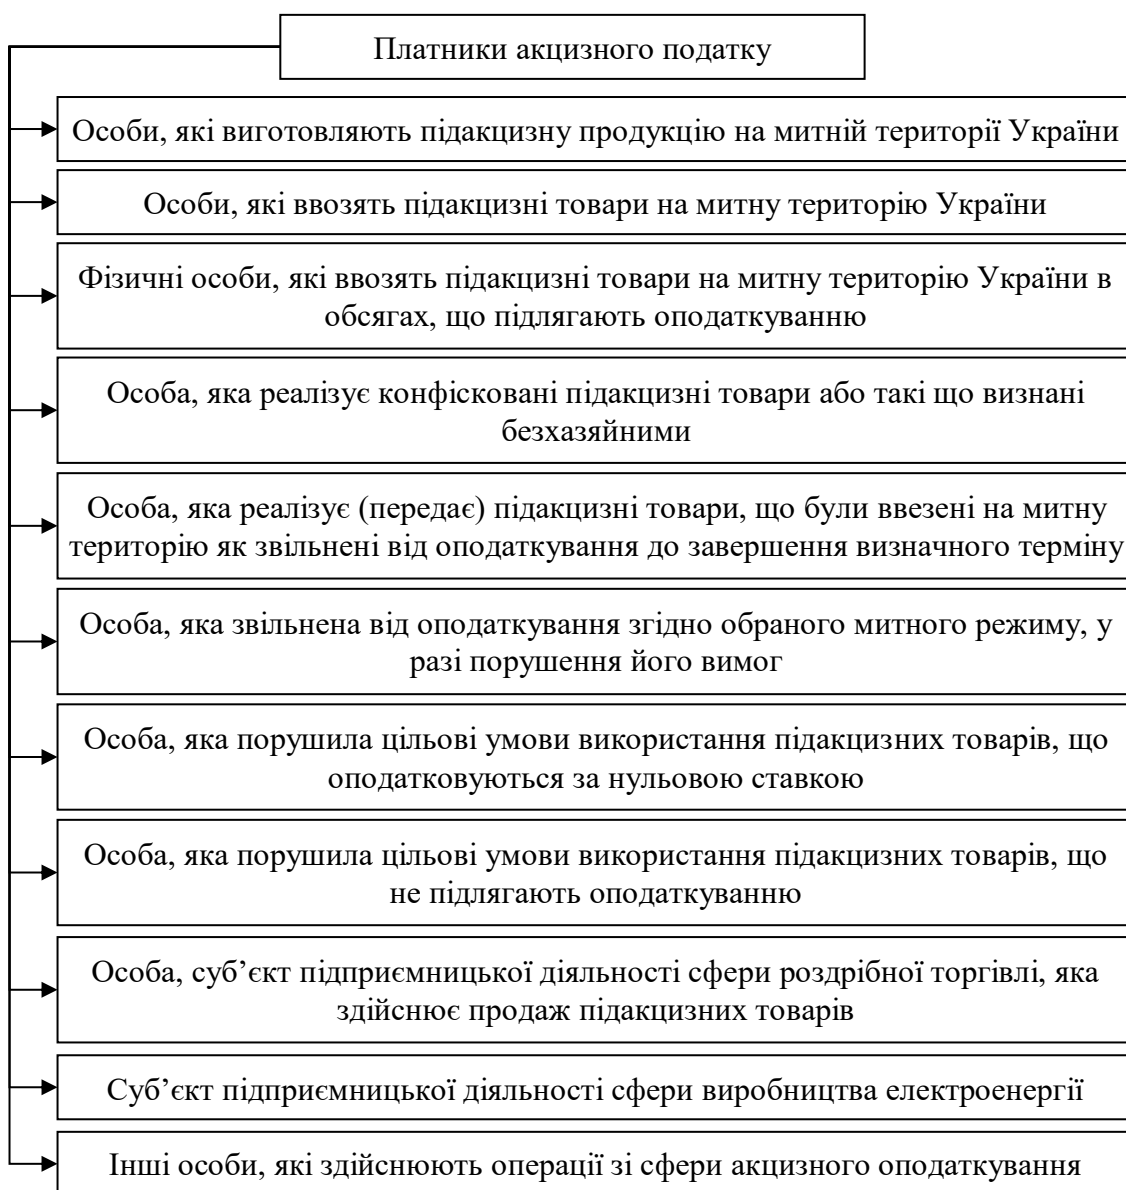 Платники акцизного податку
Особи, які виготовляють підакцизну продукцію на митній території України
Особи, які ввозять підакцизні товари на митну територію України
Фізичні особи, які ввозять підакцизні товари на митну територію України в
обсягах, що підлягають оподаткуванню
Особа, яка реалізує конфісковані підакцизні товари або такі що визнані
безхазяйними
Особа, яка реалізує (передає) підакцизні товари, що були ввезені на митну
територію як звільнені від оподаткування до завершення визначного терміну
Особа, яка звільнена від оподаткування згідно обраного митного режиму, у
разі порушення його вимог
Особа, яка порушила цільові умови використання підакцизних товарів, що
оподатковуються за нульовою ставкою
Особа, яка порушила цільові умови використання підакцизних товарів, що
не підлягають оподаткуванню
Особа, суб’єкт підприємницької діяльності сфери роздрібної торгівлі, яка
здійснює продаж підакцизних товарів
Суб’єкт підприємницької діяльності сфери виробництва електроенергії
Інші особи, які здійснюють операції зі сфери акцизного оподаткування